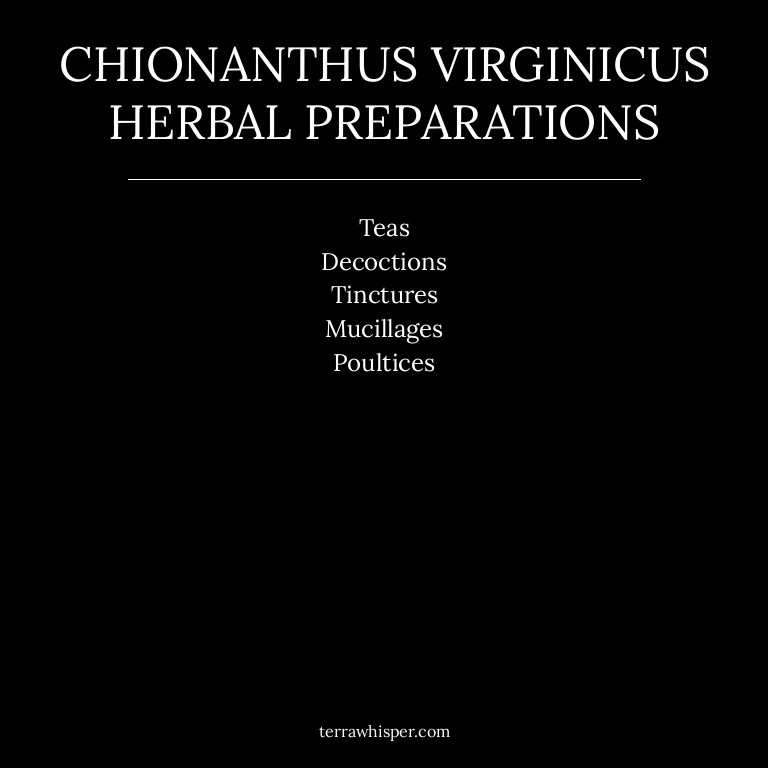 CHIONANTHUS VIRGINICUS
HERBAL PREPARATIONS
Teas
Decoctions
Tinctures
Mucillages
Poultices
terrawhisper.com